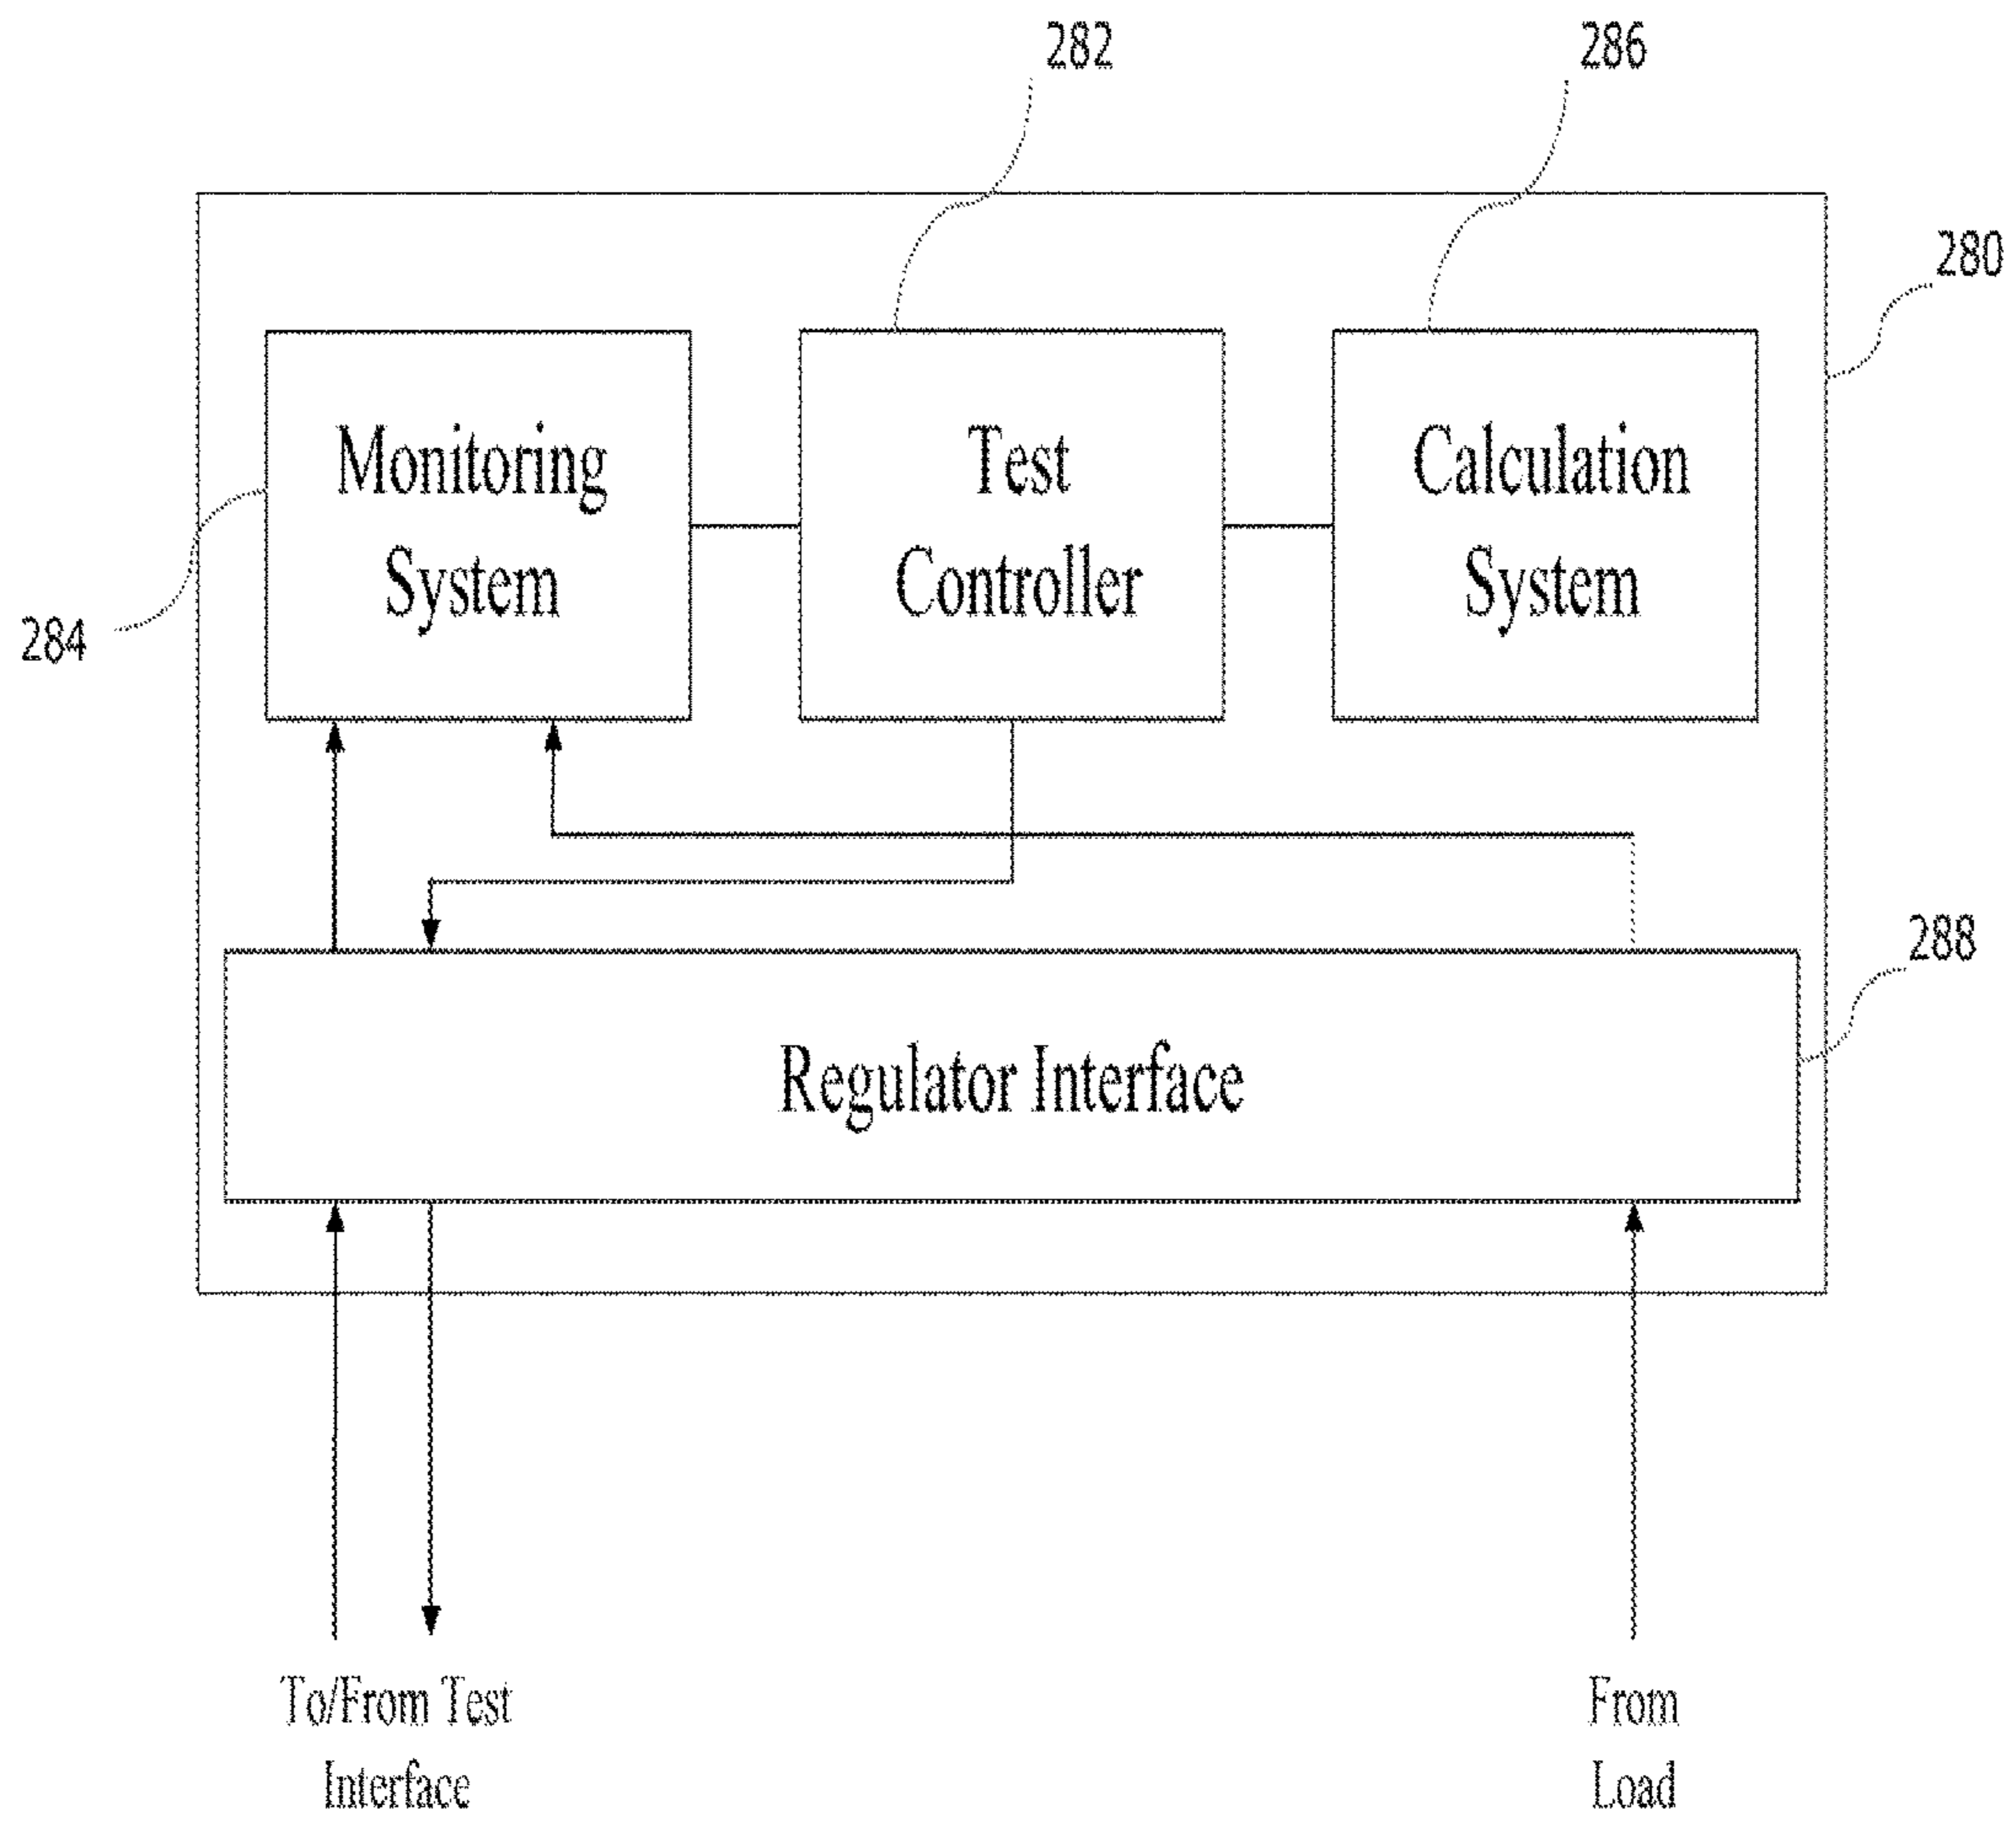 282
286
280
Monitoring
System
Test
Controller
Calculation
System
284
288
Regulator Interface
To/From Test
Interface
From
Load